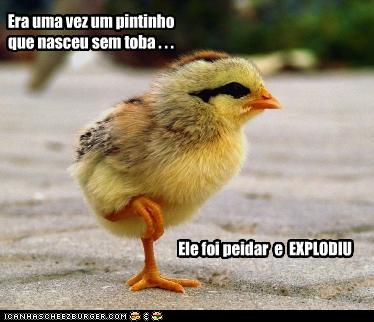 Era uma vez um pintinho
que nasceu sem toba . . .
Ele foi peidar e EXPLODIU
ICANHASCHEEZBURGER.COM